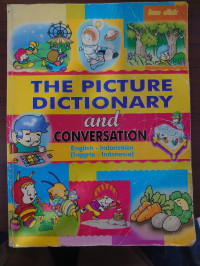 THE PICTURE
DICTIONARY
and
CONVERSATION
English - Indonesian
(Inggris - Indonesia)